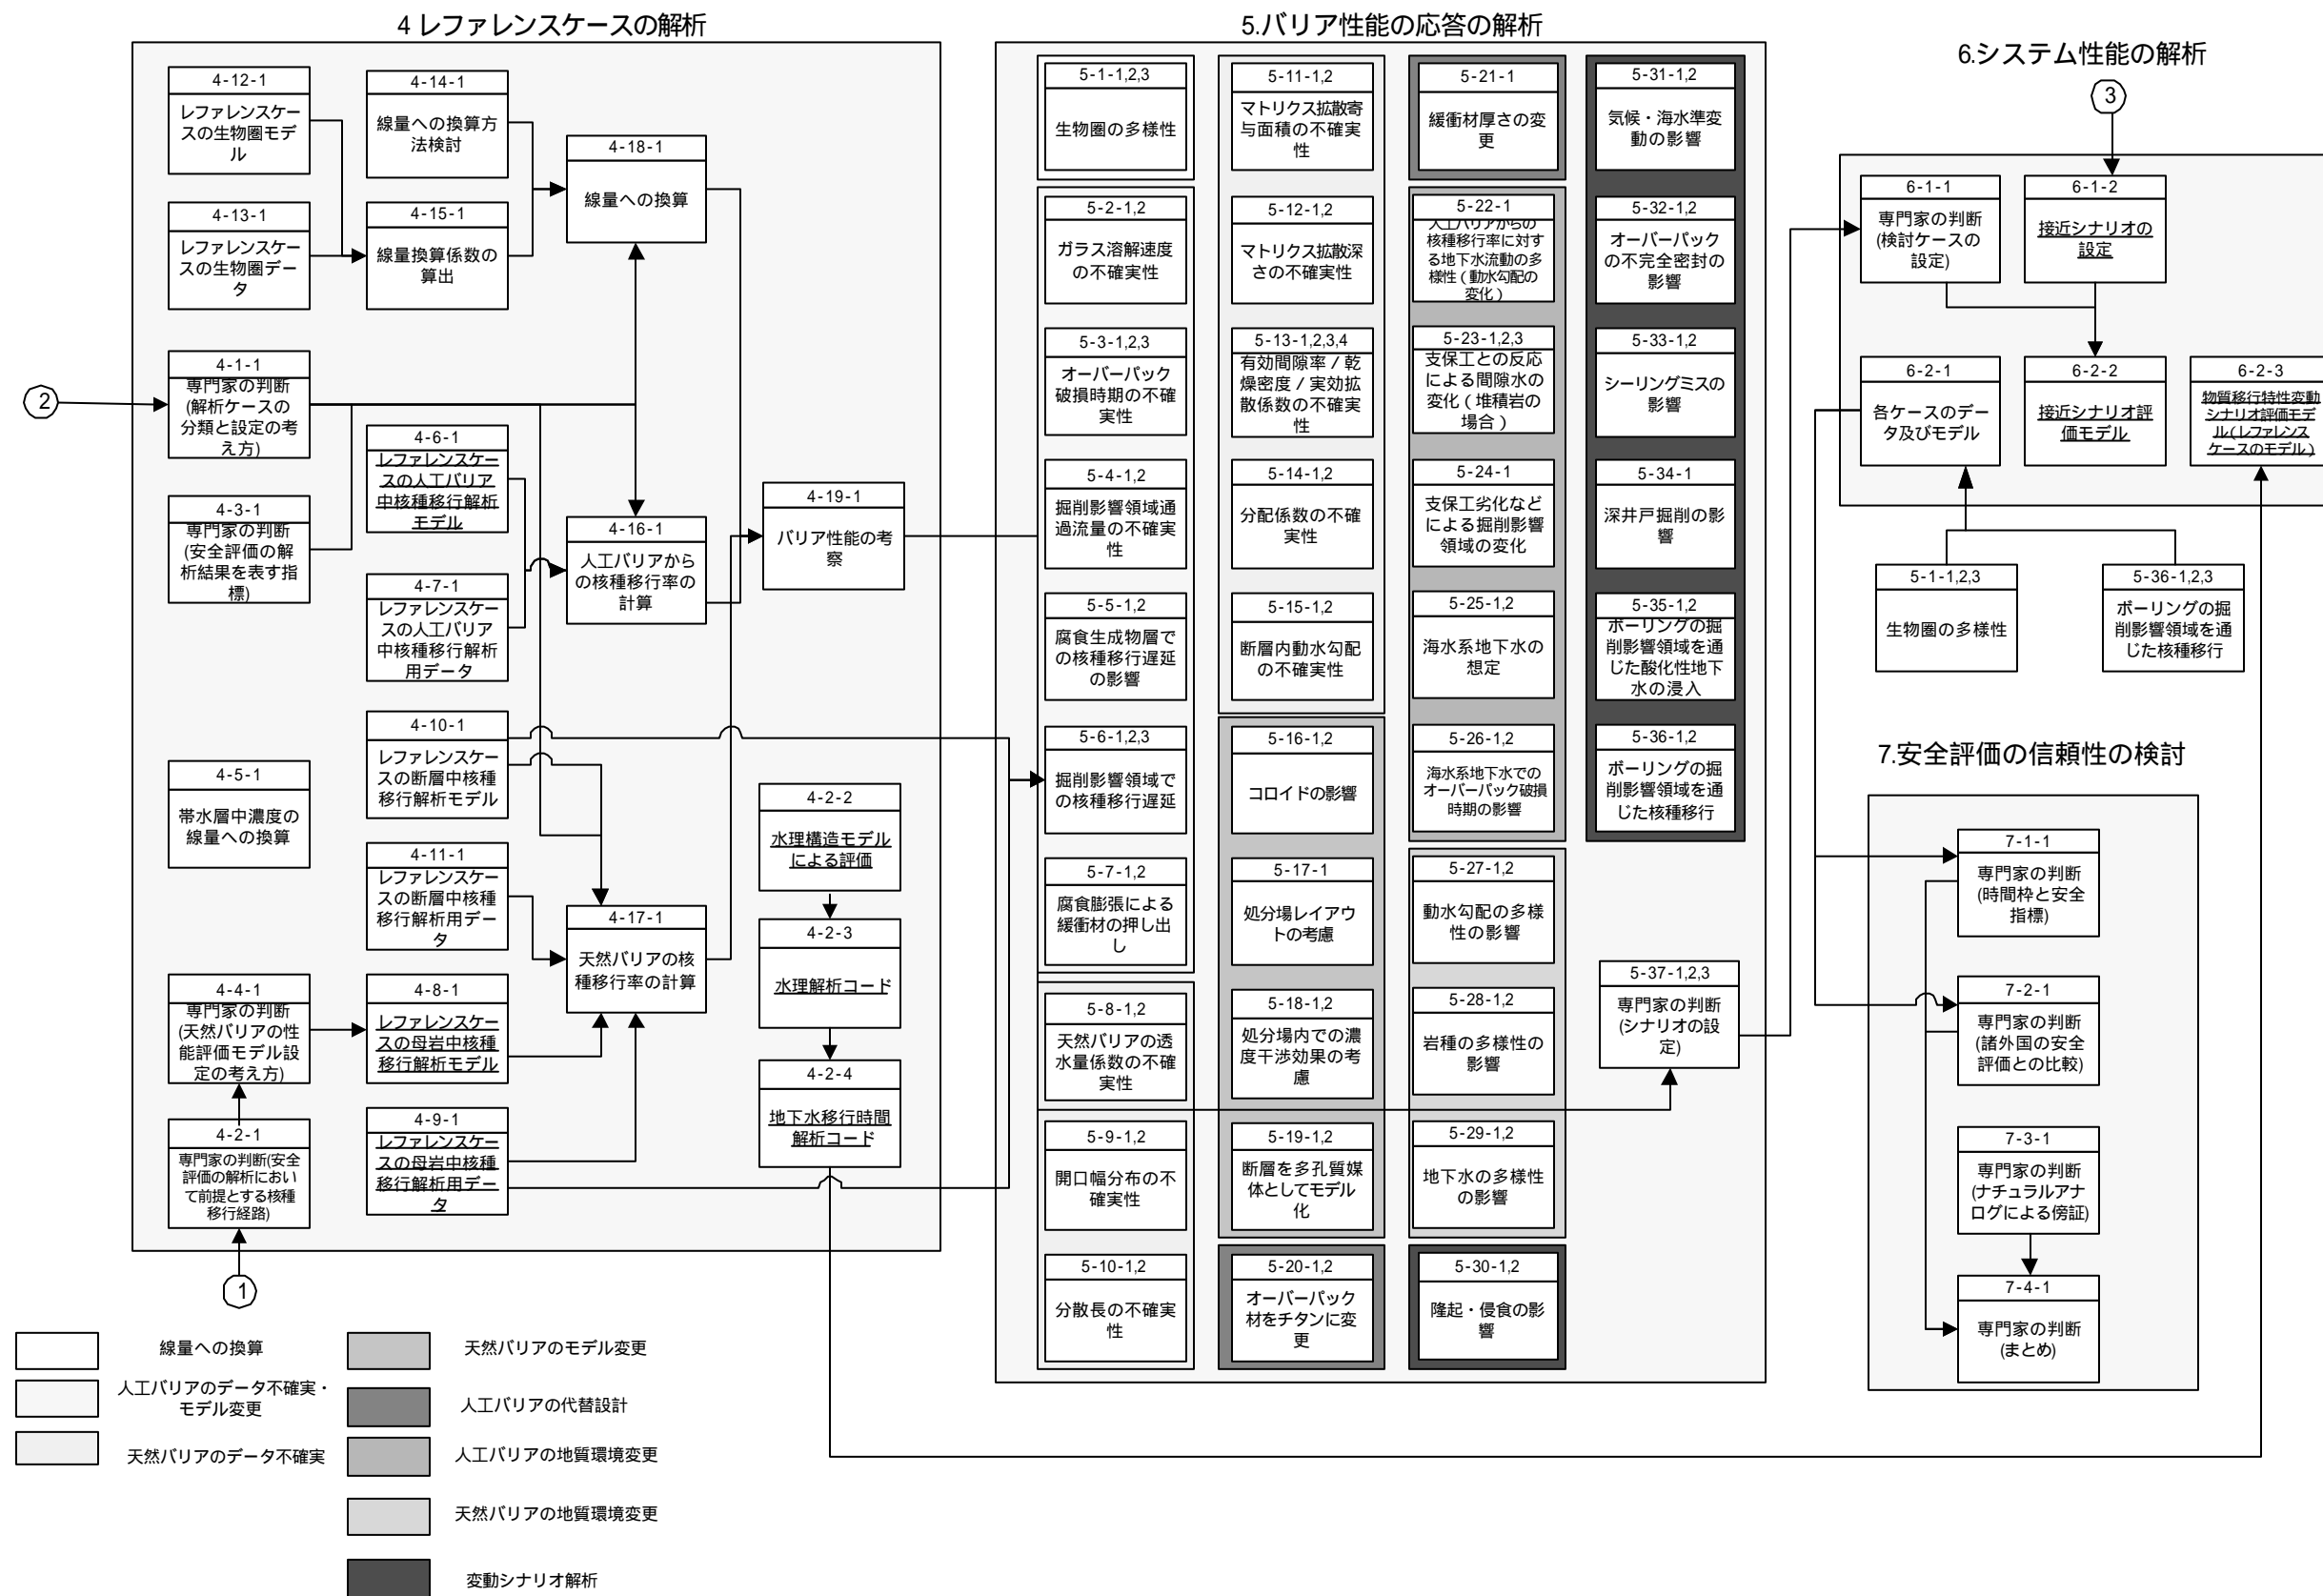 4 レファレンスケースの解析
4-12-1
レファレンスケー
スの生物圏モデ
ル
4-14-1
線量への換算方
法検討
4-18-1
線量への換算
4-13-1
レファレンスケー
スの生物圏デー
タ
4-15-1
線量換算係数の
算出
2
4-1-1
専門家の判断
(解析ケースの
分類と設定の考
え方)
4-6-1
レファレンスケー
スの人工バリア
中核種移行解析
モデル
4-3-1
専門家の判断
(安全評価の解
析結果を表す指
標)
4-16-1
人工バリアから
の核種移行率の
計算
4-19-1
バリア性能の考
察
4-7-1
レファレンスケー
スの人工バリア
中核種移行解析
用データ
4-10-1
レファレンスケー
スの断層中核種
移行解析モデル
4-5-1
帯水層中濃度の
線量への換算
4-2-2
水理構造モデル
による評価
4-11-1
レファレンスケー
スの断層中核種
移行解析用デー
タ
4-17-1
天然バリアの核
種移行率の計算
4-2-3
水理解析コード
4-4-1
専門家の判断
(天然バリアの性
能評価モデル設
定の考え方)
4-8-1
レファレンスケー
スの母岩中核種
移行解析モデル
4-2-4
地下水移行時間
解析コード
4-2-1
専門家の判断(安全
評価の解析におい
て前提とする核種
移行経路)
4-9-1
レファレンスケー
スの母岩中核種
移行解析用デー
タ
1
5.バリア性能の応答の解析
5-1-1,2,3
生物圏の多様性
5-2-1,2
ガラス溶解速度
の不確実性
5-3-1,2,3
オーバーパック
破損時期の不確
実性
5-4-1,2
掘削影響領域通
過流量の不確実
性
5-5-1,2
腐食生成物層で
の核種移行遅延
の影響
5-6-1,2,3
掘削影響領域で
の核種移行遅延
5-7-1,2
腐食膨張による
緩衝材の押し出
し
5-8-1,2
天然バリアの透
水量係数の不確
実性
5-9-1,2
開口幅分布の不
確実性
5-10-1,2
分散長の不確実
性
5-11-1,2
マトリクス拡散寄
与面積の不確実
性
5-12-1,2
マトリクス拡散深
さの不確実性
5-13-1,2,3,4
有効間隙率/乾
燥密度/実効拡
散係数の不確実
性
5-14-1,2
分配係数の不確
実性
5-15-1,2
断層内動水勾配
の不確実性
5-16-1,2
コロイドの影響
5-17-1
処分場レイアウ
トの考慮
5-18-1,2
処分場内での濃
度干渉効果の考
慮
5-19-1,2
断層を多孔質媒
体としてモデル
化
5-20-1,2
オーバーパック
材をチタンに変
更
5-21-1
緩衝材厚さの変
更
5-22-1
人工バリアからの
核種移行率に対す
る地下水流動の多
様性(動水勾配の
変化)
5-23-1,2,3
支保工との反応
による間隙水の
変化(堆積岩の
場合)
5-24-1
支保工劣化など
による掘削影響
領域の変化
5-25-1,2
海水系地下水の
想定
5-26-1,2
海水系地下水での
オーバーパック破損
時期の影響
5-27-1,2
動水勾配の多様
性の影響
5-28-1,2
岩種の多様性の
影響
5-29-1,2
地下水の多様性
の影響
5-30-1,2
隆起・侵食の影
響
5-31-1,2
気候・海水準変
動の影響
5-32-1,2
オーバーパック
の不完全密封の
影響
5-33-1,2
シーリングミスの
影響
5-34-1
深井戸掘削の影
響
5-35-1,2
ボーリングの掘
削影響領域を通
じた酸化性地下
水の浸入
5-36-1,2
ボーリングの掘
削影響領域を通
じた核種移行
5-37-1,2,3
専門家の判断
(シナリオの設
定)
6.システム性能の解析
3
6-1-1
専門家の判断
(検討ケースの
設定)
6-1-2
接近シナリオの
設定
6-2-1
各ケースのデー
タ及びモデル
6-2-2
接近シナリオ評
価モデル
6-2-3
物質移行特性変動
シナリオ評価モデ
ル(レファレンス
ケースのモデル)
5-1-1,2,3
生物圏の多様性
5-36-1,2,3
ボーリングの掘
削影響領域を通
じた核種移行
7.安全評価の信頼性の検討
7-1-1
専門家の判断
(時間枠と安全
指標)
7-2-1
専門家の判断
(諸外国の安全
評価との比較)
7-3-1
専門家の判断
(ナチュラルアナ
ログによる傍証)
7-4-1
専門家の判断
(まとめ)
線量への換算
人工バリアのデータ不確実・
モデル変更
天然バリアのデータ不確実
天然バリアのモデル変更
人工バリアの代替設計
人工バリアの地質環境変更
天然バリアの地質環境変更
変動シナリオ解析